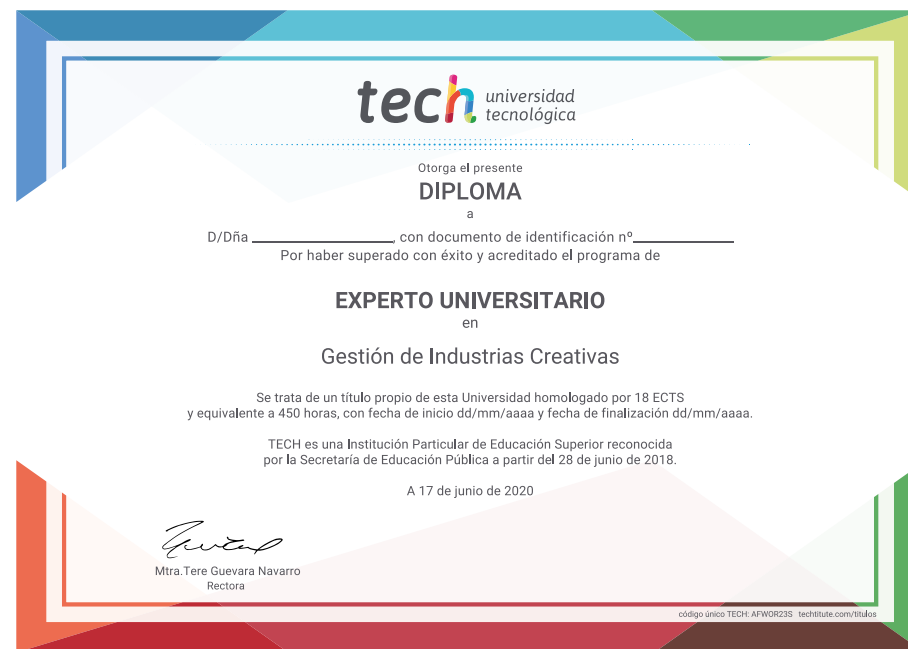 tech universidad
tecnológica
Otorga el presente
DIPLOMA
a
D/Dña ____________________, con documento de identificación nº______________
Por haber superado con éxito y acreditado el programa de
EXPERTO UNIVERSITARIO
en
Gestión de Industrias Creativas
Se trata de un título propio de esta Universidad homologado por 18 ECTS
y equivalente a 450 horas, con fecha de inicio dd/mm/aaaa y fecha de finalización dd/mm/aaaa.
TECH es una Institución Particular de Educación Superior reconocida
por la Secretaría de Educación Pública a partir del 28 de junio de 2018.
A 17 de junio de 2020
Mtra.Tere Guevara Navarro
Rectora
código único TECH: AFWOR23S techtitute.com/titulos